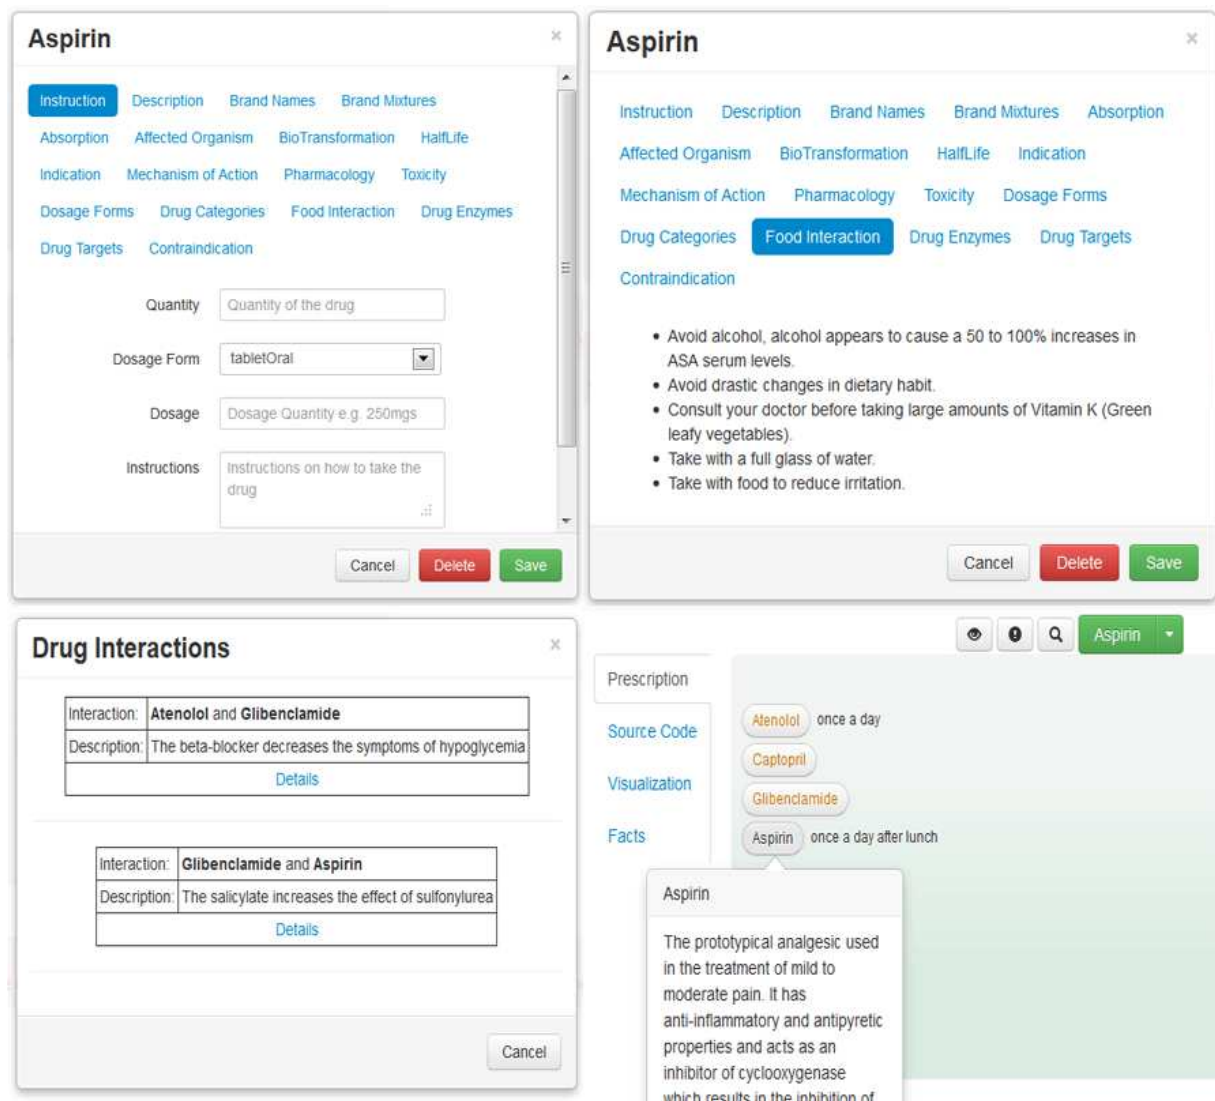 Aspirin ×
Instruction Description Brand Names Brand Mixtures
Absorption Affected Organism BioTransformation HalfLife
Indication Mechanism of Action Pharmacology Toxicity
Dosage Forms Drug Categories Food Interaction Drug Enzymes
Drug Targets Contraindication
Quantity Quantity of the drug
Dosage Form tabletOral
Dosage Dosage Quantity e.g. 250mgs
Instructions Instructions on how to take the
drug
Cancel Delete Save
Aspirin ×
Instruction Description Brand Names Brand Mixtures Absorption
Affected Organism BioTransformation HalfLife Indication
Mechanism of Action Pharmacology Toxicity Dosage Forms
Drug Categories Food Interaction Drug Enzymes Drug Targets
Contraindication
• Avoid alcohol, alcohol appears to cause a 50 to 100% increases in
ASA serum levels.
• Avoid drastic changes in dietary habit.
• Consult your doctor before taking large amounts of Vitamin K (Green
leafy vegetables).
• Take with a full glass of water.
• Take with food to reduce irritation.
Cancel Delete Save
Drug Interactions ×
Interaction: Atenolol and Glibenclamide
Description: The beta-blocker decreases the symptoms of hypoglycemia
Details
Interaction: Glibenclamide and Aspirin
Description: The salicylate increases the effect of sulfonylurea
Details
Cancel
Aspirin
Prescription
Source Code
Visualization
Facts
Atenolol once a day
Captopril
Glibenclamide
Aspirin once a day after lunch
Aspirin
The prototypical analgesic used
in the treatment of mild to
moderate pain. It has
anti-inflammatory and antipyretic
properties and acts as an
inhibitor of cyclooxygenase
which results in the inhibition of